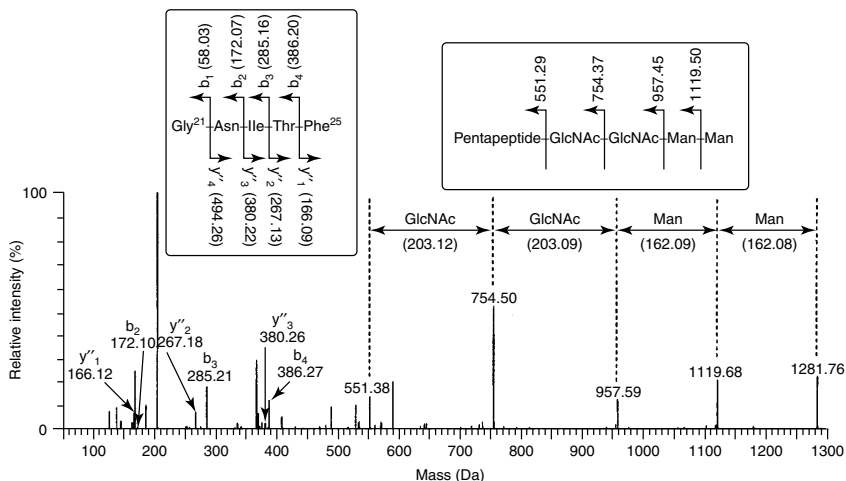 b₁ (58.03)
b₂ (172.07)
b₃ (285.16)
b₄ (386.20)
Gly²¹–Asn–Ile–Thr–Phe²⁵
y″₄ (494.26)
y″₃ (380.22)
y″₂ (267.13)
y″₁ (166.09)
551.29
754.37
957.45
1119.50
Pentapeptide–GlcNAc–GlcNAc–Man–Man
Relative intensity (%)
100
0
GlcNAc
(203.12)
GlcNAc
(203.09)
Man
(162.09)
Man
(162.08)
y″₁
166.12
b₂
172.10
y″₂
267.18
b₃
285.21
y″₃
380.26
b₄
386.27
551.38
754.50
957.59
1119.68
1281.76
100 200 300 400 500 600 700 800 900 1000 1100 1200 1300
Mass (Da)